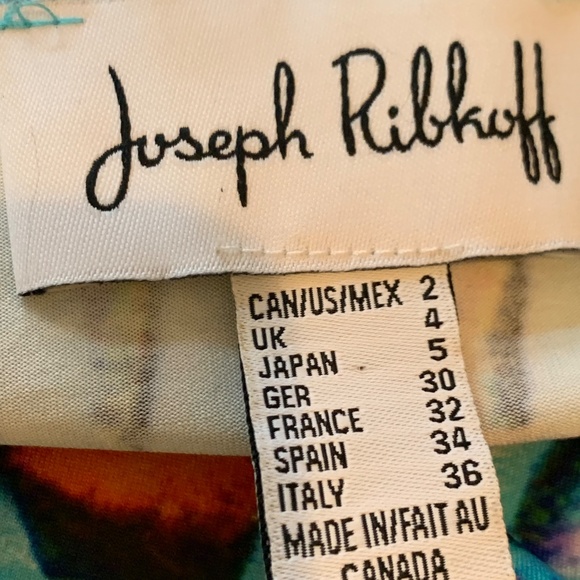 Joseph Ribkoff
CAN/US/MEX 2
UK 4
JAPAN 5
GER 30
FRANCE 32
SPAIN 34
ITALY 36
MADE IN/FAIT AU
CANADA